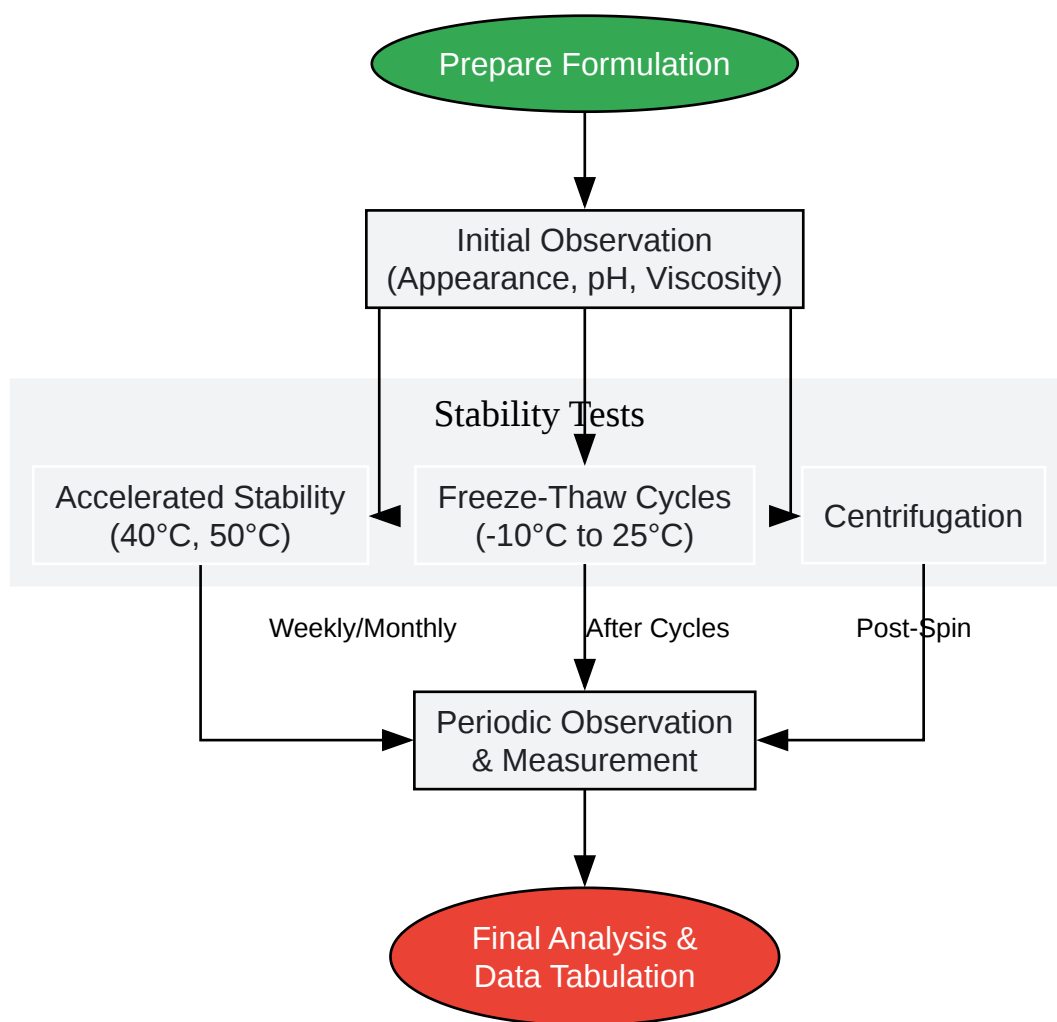 Prepare Formulation
Initial Observation
(Appearance, pH, Viscosity)
Stability Tests
Accelerated Stability
(40°C, 50°C)
Freeze-Thaw Cycles
(-10°C to 25°C)
Centrifugation
Weekly/Monthly
After Cycles
Post-Spin
Periodic Observation
& Measurement
Final Analysis &
Data Tabulation